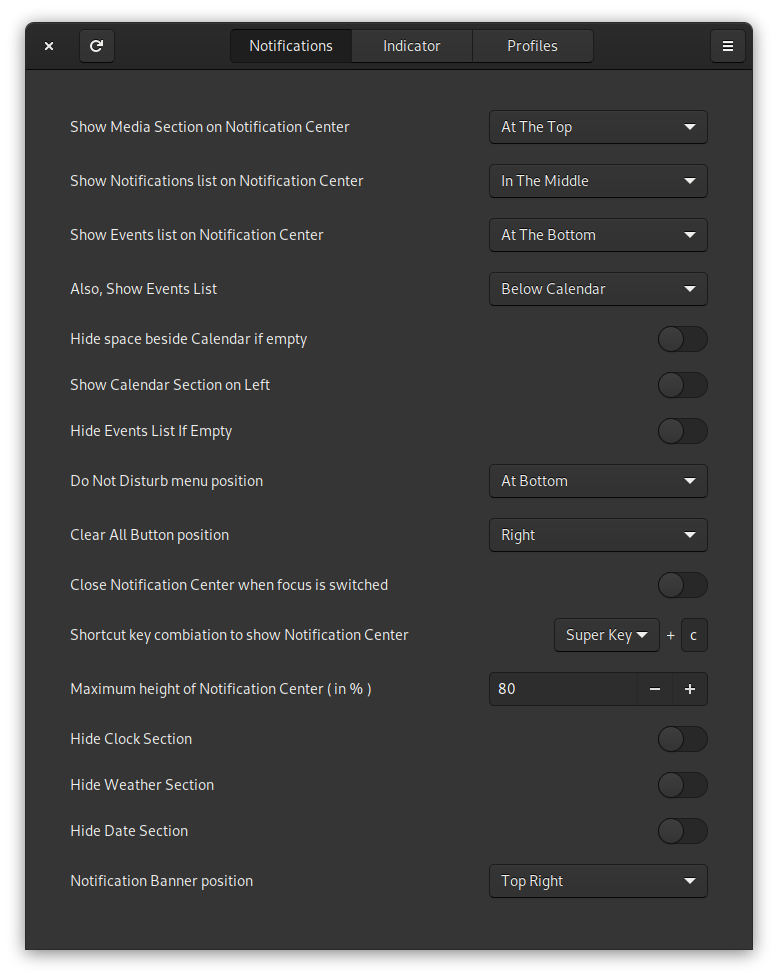 Notifications Indicator Profiles
Show Media Section on Notification Center At The Top
Show Notifications list on Notification Center In The Middle
Show Events list on Notification Center At The Bottom
Also, Show Events List Below Calendar
Hide space beside Calendar if empty
Show Calendar Section on Left
Hide Events List If Empty
Do Not Disturb menu position At Bottom
Clear All Button position Right
Close Notification Center when focus is switched
Shortcut key combiation to show Notification Center Super Key + c
Maximum height of Notification Center ( in % ) 80 − +
Hide Clock Section
Hide Weather Section
Hide Date Section
Notification Banner position Top Right